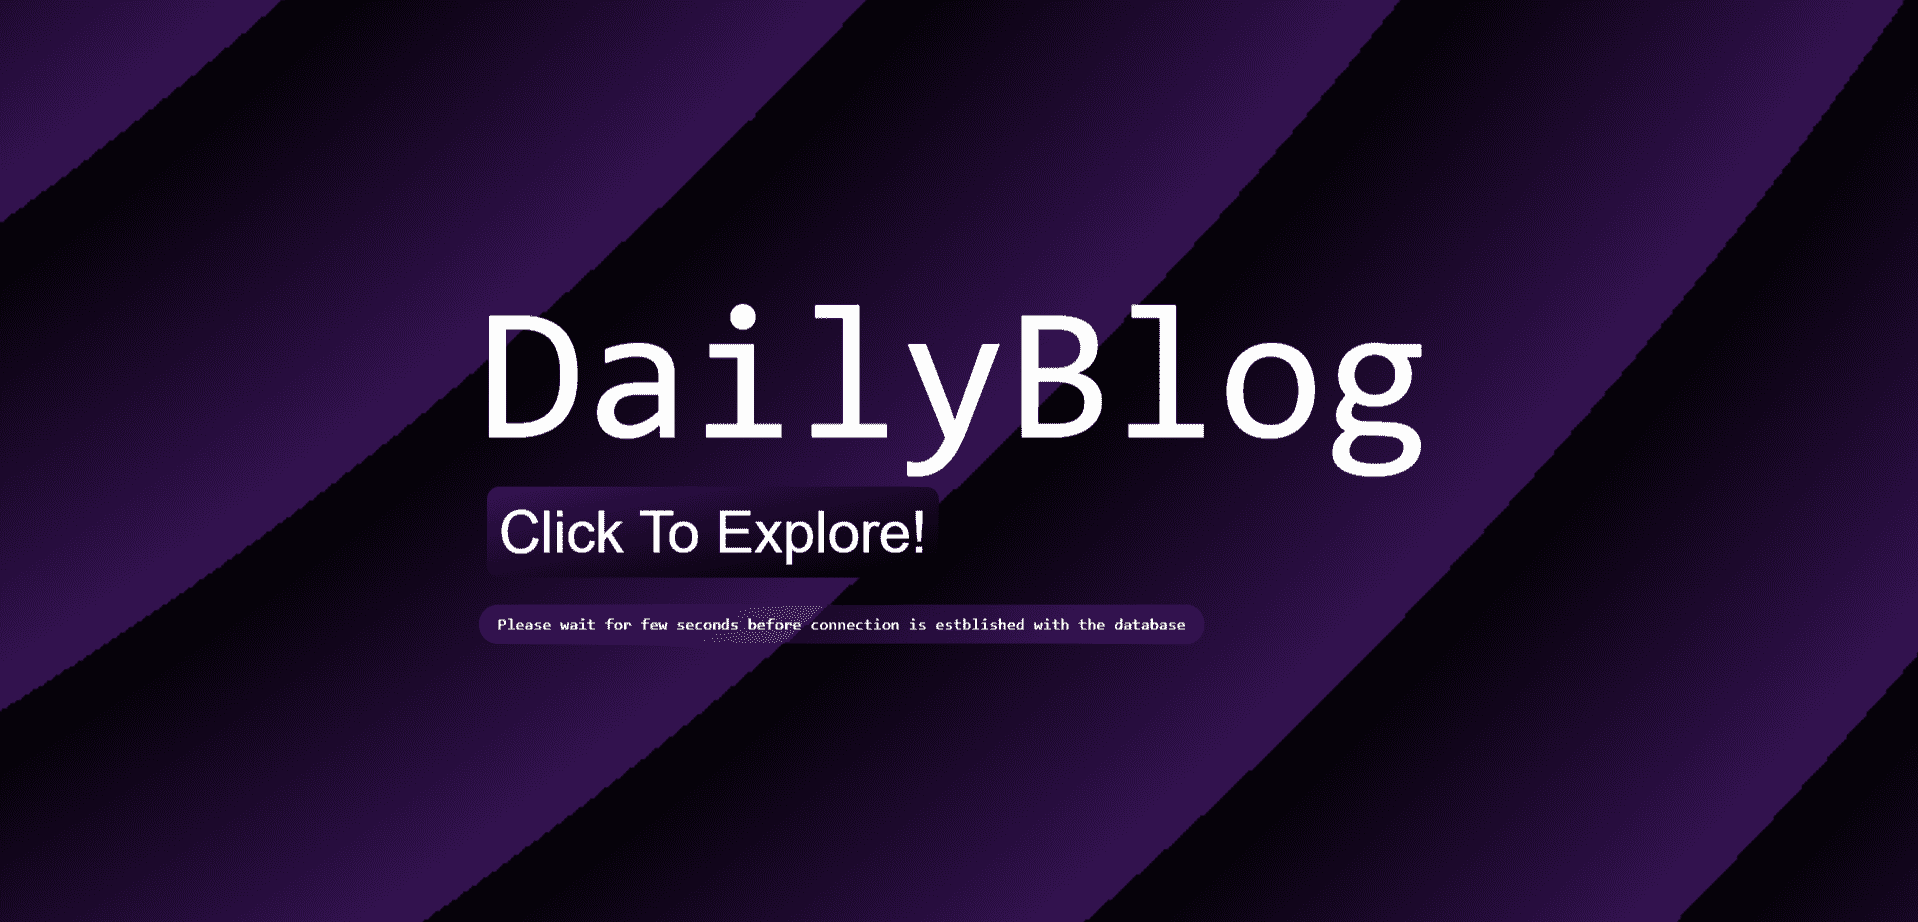 DailyBlog
Click To Explore!
Please wait for few seconds before connection is estblished with the database